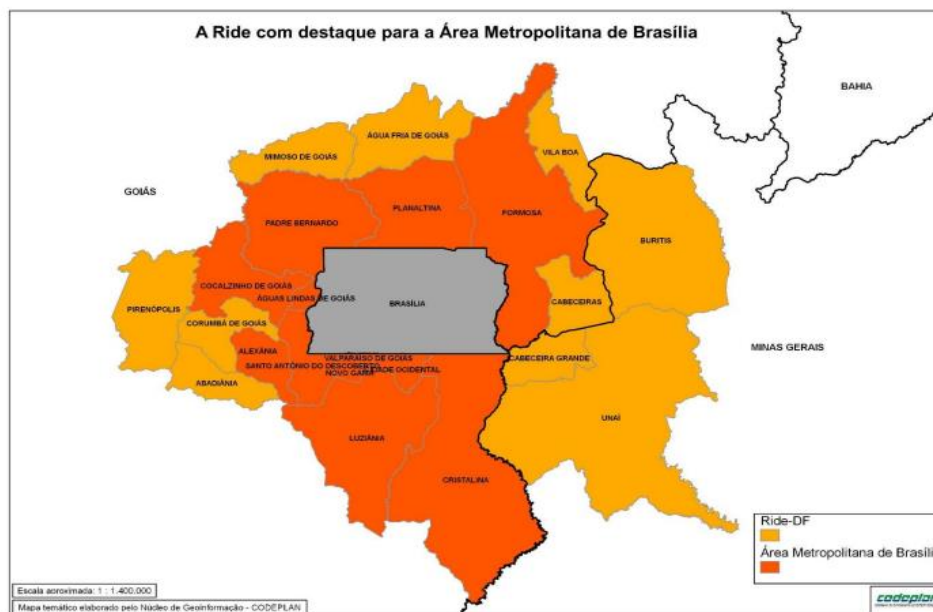 A Ride com destaque para a Área Metropolitana de Brasília
BAHIA
ÁGUA FRIA DE GOIÁS
MIMOSO DE GOIÁS
VILA BOA
GOIÁS
PLANALTINA
FORMOSA
PADRE BERNARDO
BURITIS
COCALZINHO DE GOIÁS
ÁGUAS LINDAS DE GOIÁS
BRASÍLIA
CABECEIRAS
PIRENÓPOLIS
CORUMBÁ DE GOIÁS
MINAS GERAIS
ALEXÂNIA
VALPARAÍSO DE GOIÁS
CABECEIRA GRANDE
SANTO ANTÔNIO DO DESCOBERTO
NOVO GAMA
OCIDENTAL
ABADIÂNIA
UNAÍ
LUZIÂNIA
CRISTALINA
Ride-DF
Área Metropolitana de Brasíli
Escala aproximada: 1 : 1.400.000
Mapa temático elaborado pelo Núcleo de Geoinformação - CODEPLAN
codeplan